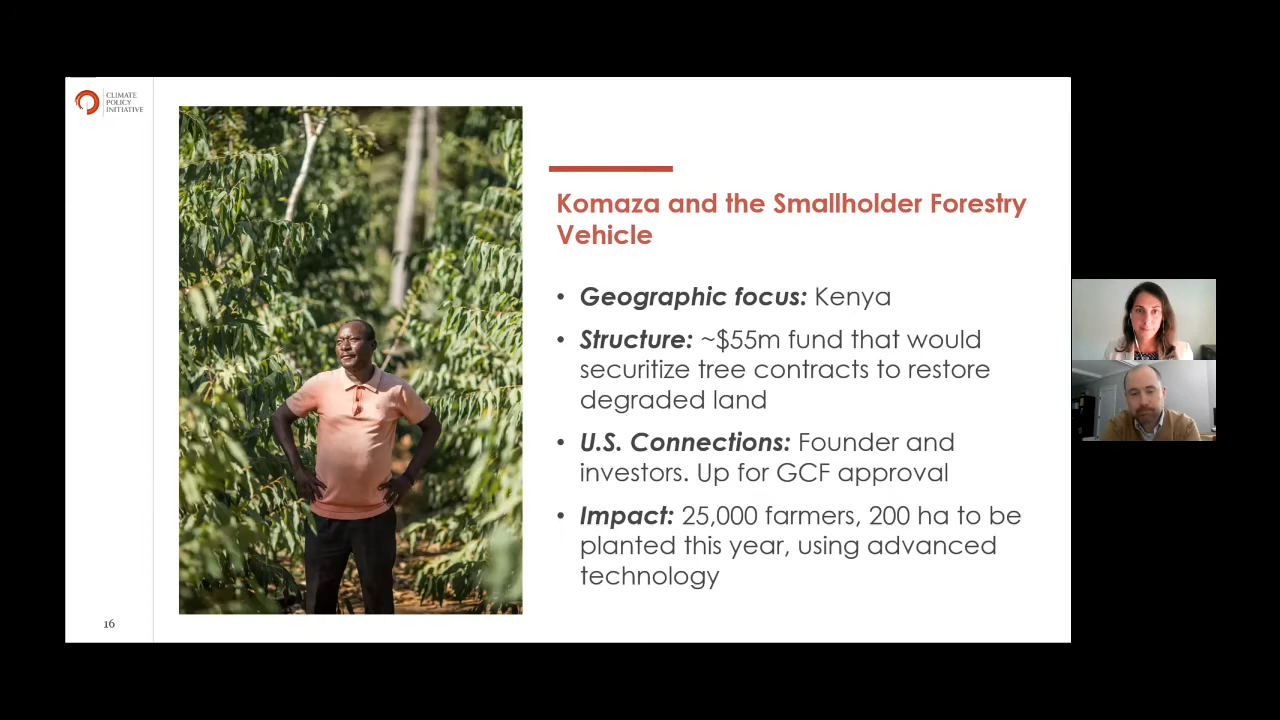 CLIMATE
POLICY
INITIATIVE
Komaza and the Smallholder Forestry
Vehicle
• Geographic focus: Kenya
• Structure: ~$55m fund that would
securitize tree contracts to restore
degraded land
• U.S. Connections: Founder and
investors. Up for GCF approval
• Impact: 25,000 farmers, 200 ha to be
planted this year, using advanced
technology
16